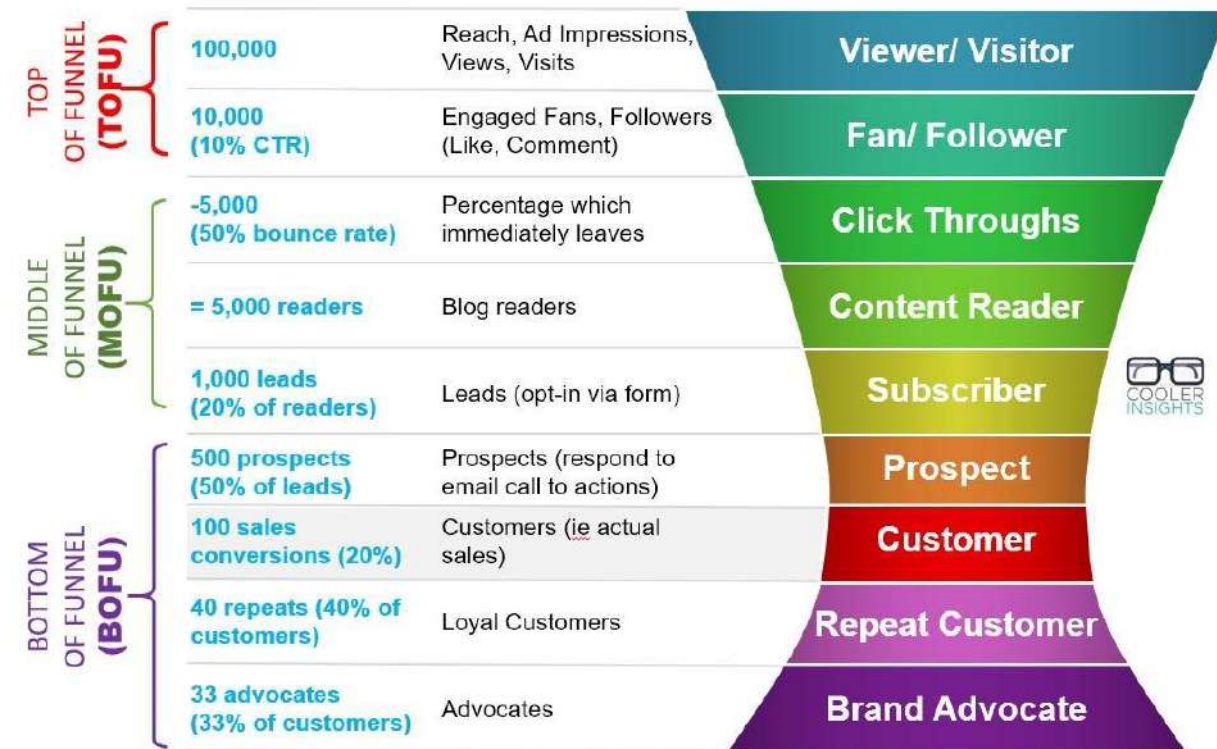 TOP
OF FUNNEL
(TOFU)
100,000
Reach, Ad Impressions,
Views, Visits
Viewer/ Visitor
10,000
(10% CTR)
Engaged Fans, Followers
(Like, Comment)
Fan/ Follower
MIDDLE
OF FUNNEL
(MOFU)
-5,000
(50% bounce rate)
Percentage which
immediately leaves
Click Throughs
= 5,000 readers
Blog readers
Content Reader
1,000 leads
(20% of readers)
Leads (opt-in via form)
Subscriber
COOLER
INSIGHTS
BOTTOM
OF FUNNEL
(BOFU)
500 prospects
(50% of leads)
Prospects (respond to
email call to actions)
Prospect
100 sales
conversions (20%)
Customers (ie actual
sales)
Customer
40 repeats (40% of
customers)
Loyal Customers
Repeat Customer
33 advocates
(33% of customers)
Advocates
Brand Advocate